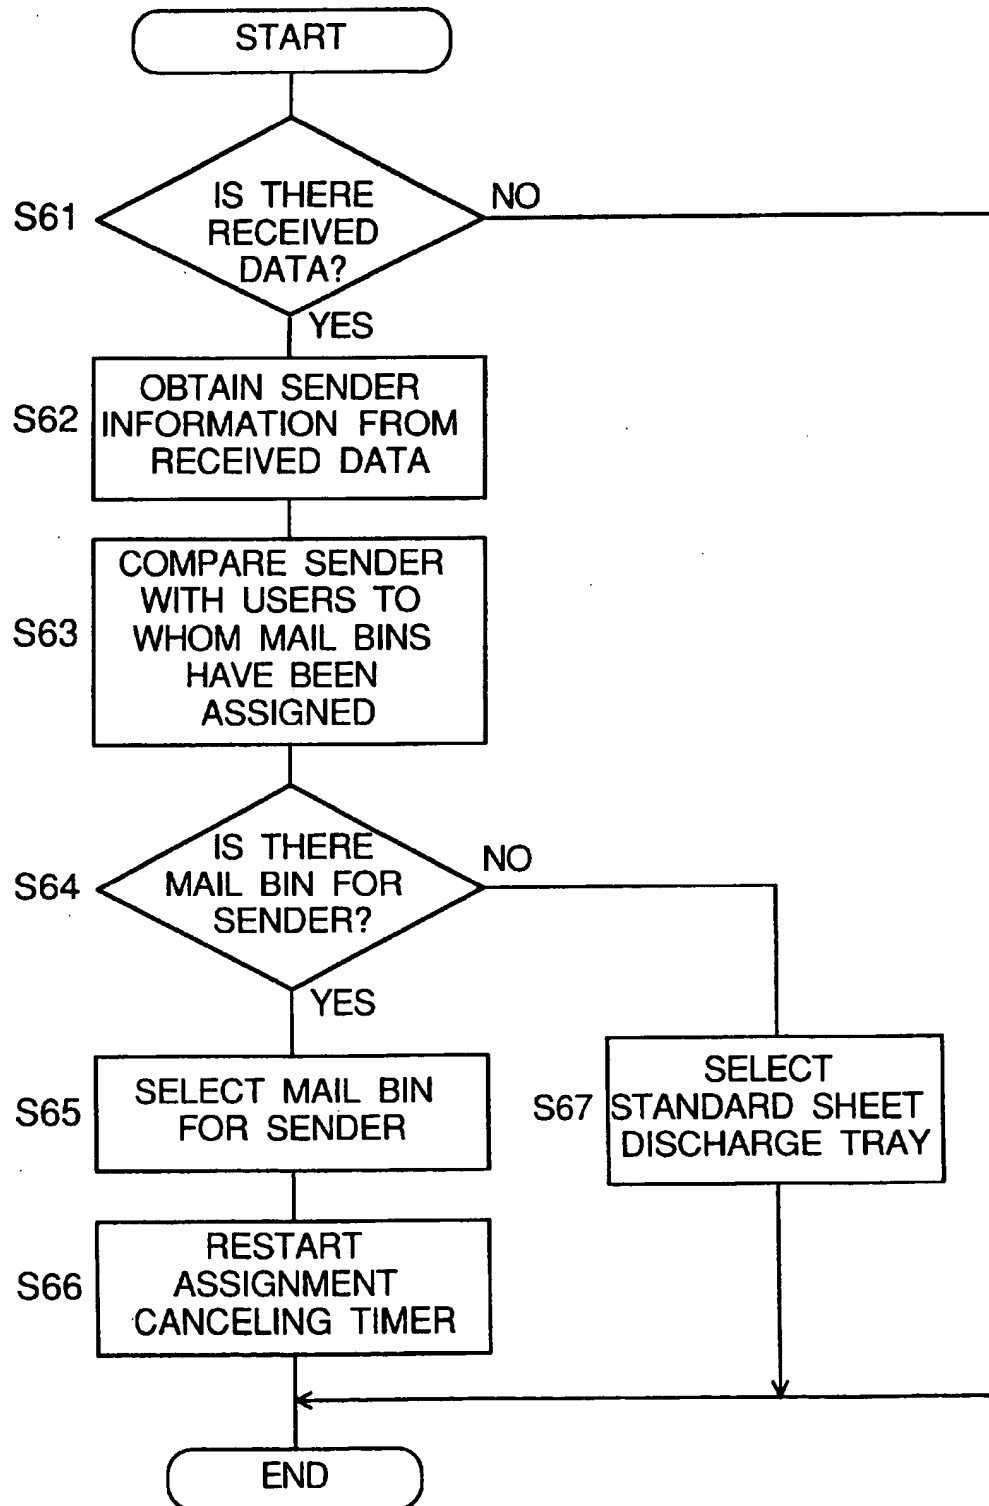 START
S61
IS THERE
RECEIVED
DATA?
NO
YES
S62
OBTAIN SENDER
INFORMATION FROM
RECEIVED DATA
S63
COMPARE SENDER
WITH USERS TO
WHOM MAIL BINS
HAVE BEEN
ASSIGNED
S64
IS THERE
MAIL BIN FOR
SENDER?
NO
YES
S65
SELECT MAIL BIN
FOR SENDER
S67
SELECT
STANDARD SHEET
DISCHARGE TRAY
S66
RESTART
ASSIGNMENT
CANCELING TIMER
END